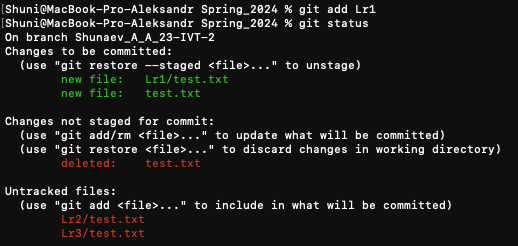 [Shuni@MacBook-Pro-Aleksandr Spring_2024 % git add Lr1
[Shuni@MacBook-Pro-Aleksandr Spring_2024 % git status
On branch Shunaev_A_A_23-IVT-2
Changes to be committed:
  (use "git restore --staged <file>..." to unstage)
        new file:   Lr1/test.txt
        new file:   test.txt

Changes not staged for commit:
  (use "git add/rm <file>..." to update what will be committed)
  (use "git restore <file>..." to discard changes in working directory)
        deleted:    test.txt

Untracked files:
  (use "git add <file>..." to include in what will be committed)
        Lr2/test.txt
        Lr3/test.txt